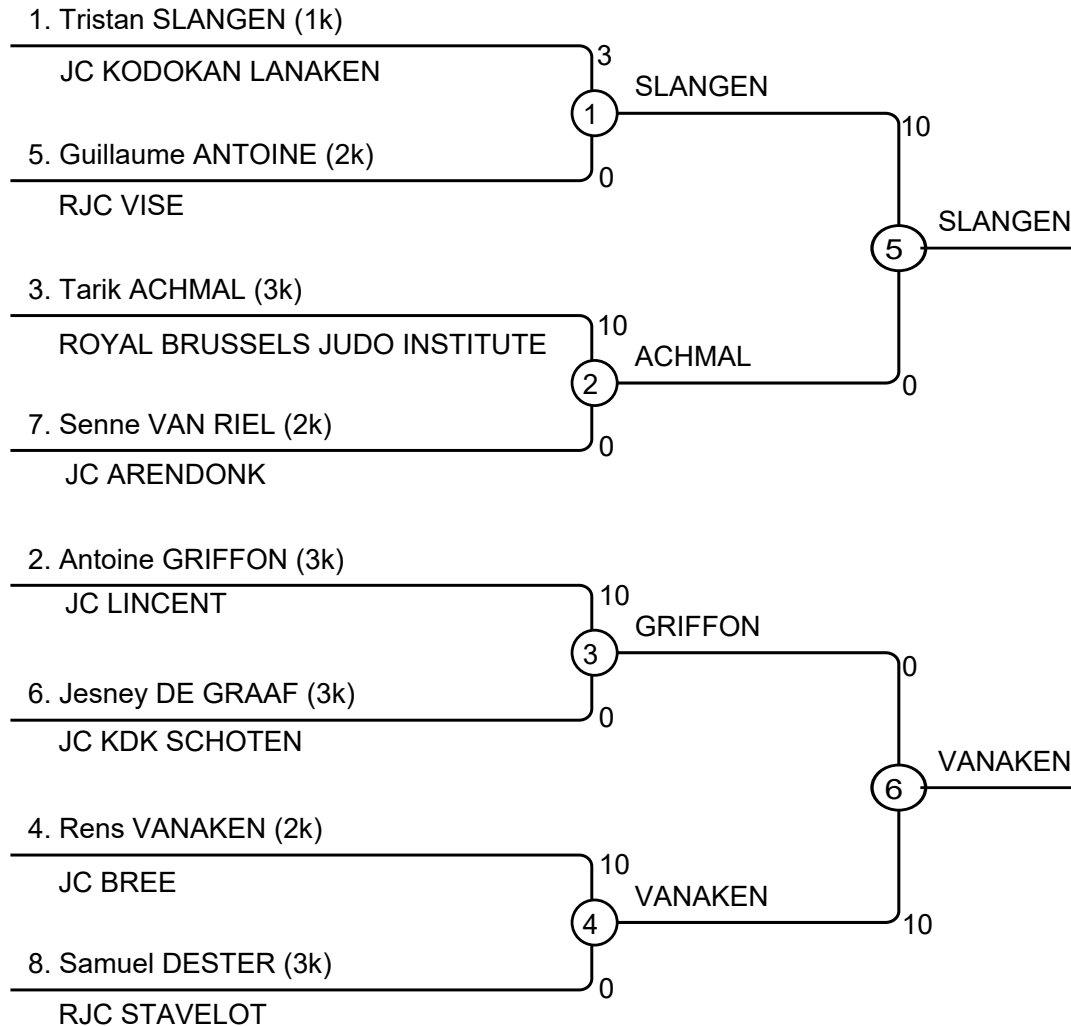 1. Tristan SLANGEN (1k)
3
JC KODOKAN LANAKEN
SLANGEN
1
10
5. Guillaume ANTOINE (2k)
0
RJC VISE
SLANGEN
5
3. Tarik ACHMAL (3k)
10
ROYAL BRUSSELS JUDO INSTITUTE
ACHMAL
2
0
7. Senne VAN RIEL (2k)
0
JC ARENDONK
2. Antoine GRIFFON (3k)
10
JC LINCENT
GRIFFON
3
0
6. Jesney DE GRAAF (3k)
0
JC KDK SCHOTEN
VANAKEN
6
4. Rens VANAKEN (2k)
10
JC BREE
VANAKEN
4
10
8. Samuel DESTER (3k)
0
RJC STAVELOT